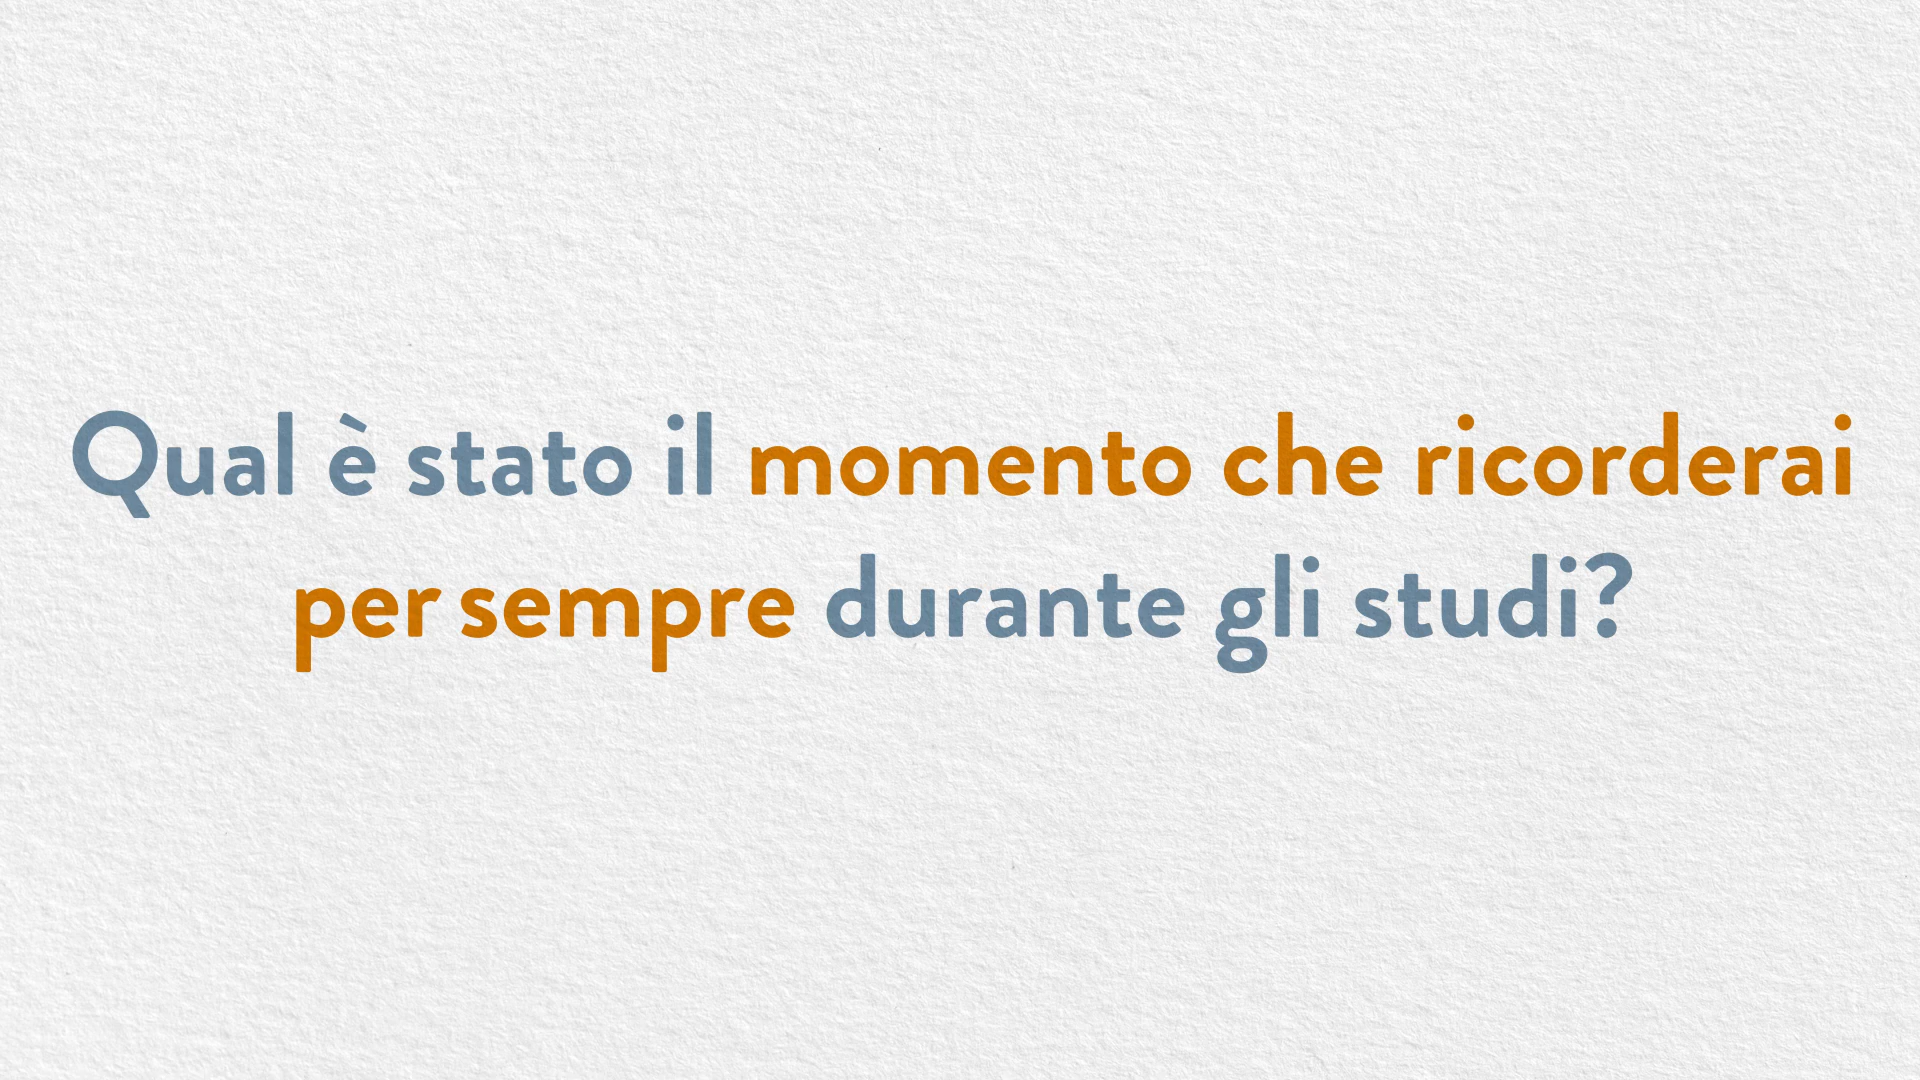 Qual è stato il momento che ricorderai
per sempre durante gli studi?